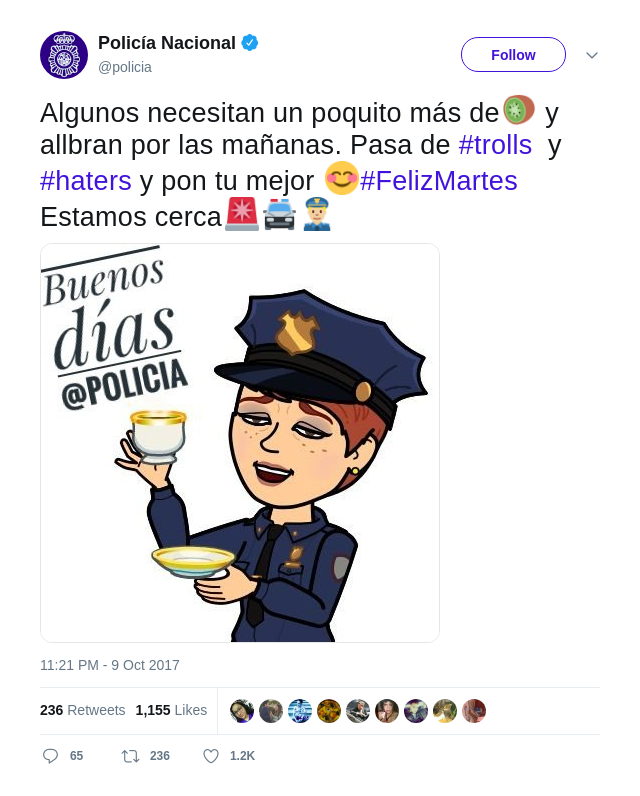 Policía Nacional
@policia
Follow
Algunos necesitan un poquito más de🥝 y
allbran por las mañanas. Pasa de #trolls y
#haters y pon tu mejor 😊#FelizMartes
Estamos cerca🚨🚔👮🏻
Buenos
días
@POLICIA
11:21 PM - 9 Oct 2017
236 Retweets 1,155 Likes
65 236 1.2K